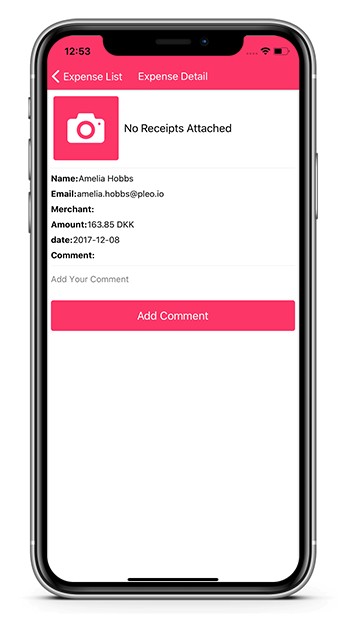 12:53
Expense List Expense Detail
No Receipts Attached
Name:Amelia Hobbs
Email:amelia.hobbs@pleo.io
Merchant:
Amount:163.85 DKK
date:2017-12-08
Comment:
Add Your Comment
Add Comment